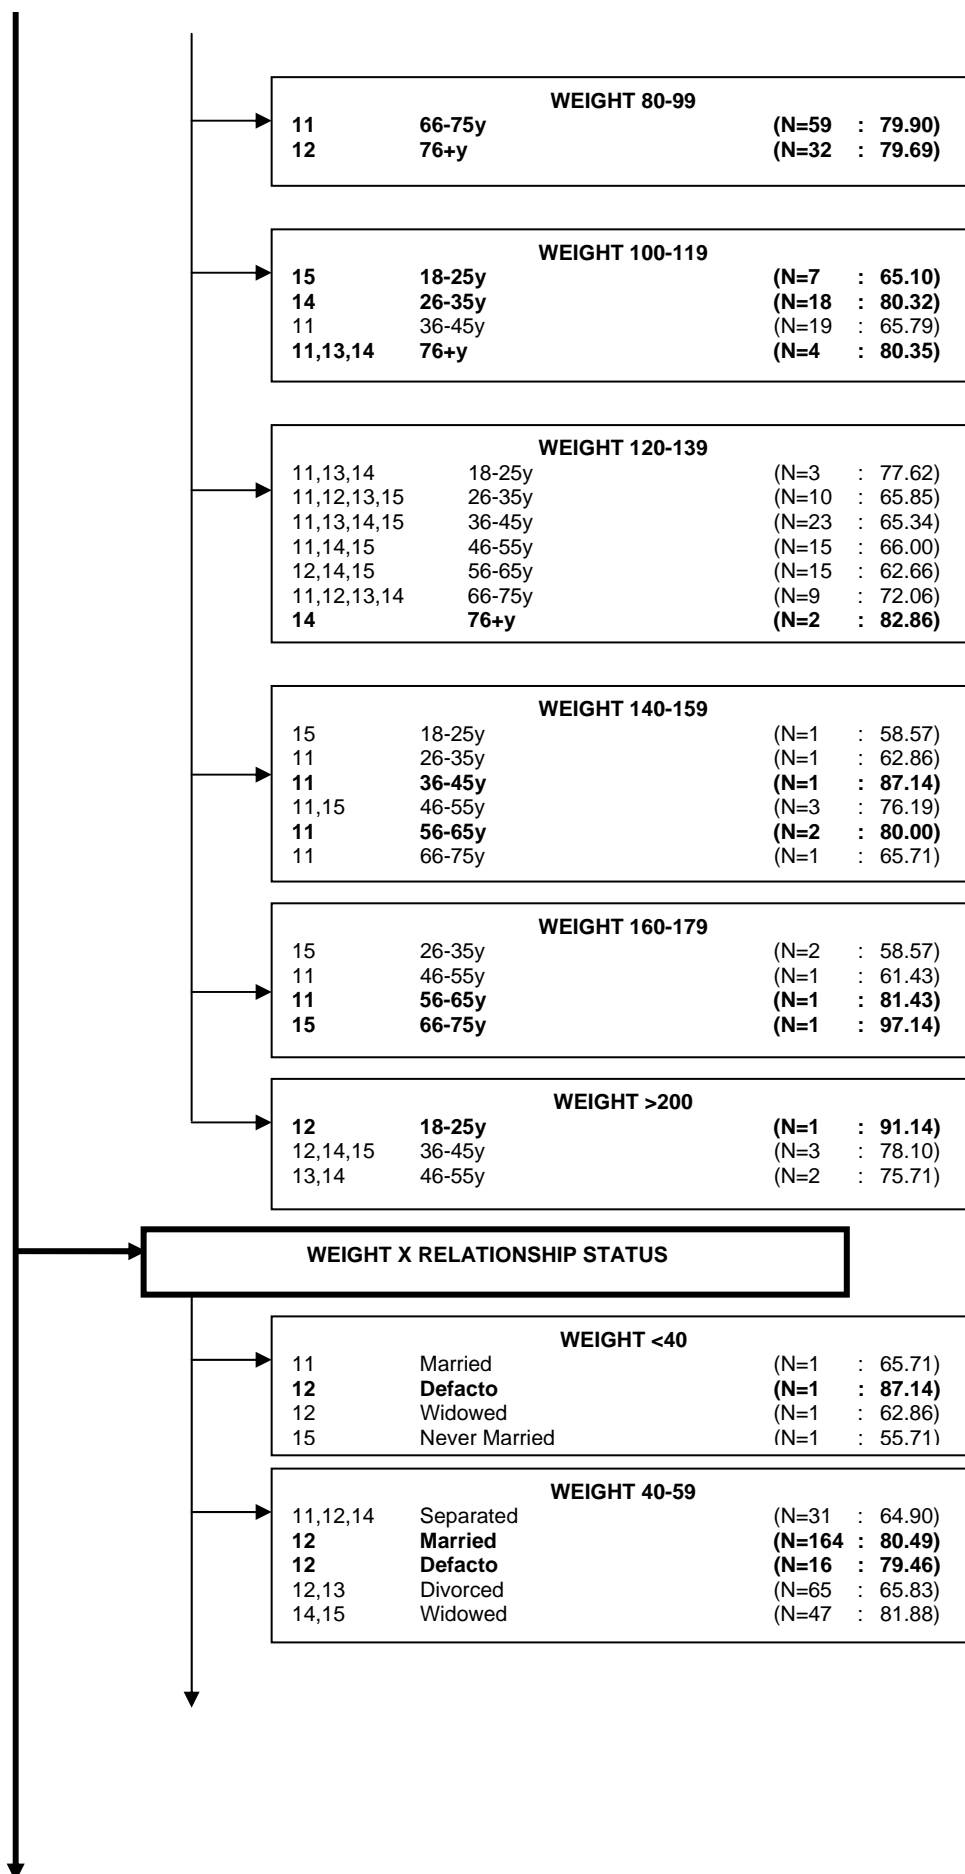 WEIGHT 80-99
11 66-75y (N=59 : 79.90)
12 76+y (N=32 : 79.69)
WEIGHT 100-119
15 18-25y (N=7 : 65.10)
14 26-35y (N=18 : 80.32)
11 36-45y (N=19 : 65.79)
11,13,14 76+y (N=4 : 80.35)
WEIGHT 120-139
11,13,14 18-25y (N=3 : 77.62)
11,12,13,15 26-35y (N=10 : 65.85)
11,13,14,15 36-45y (N=23 : 65.34)
11,14,15 46-55y (N=15 : 66.00)
12,14,15 56-65y (N=15 : 62.66)
11,12,13,14 66-75y (N=9 : 72.06)
14 76+y (N=2 : 82.86)
WEIGHT 140-159
15 18-25y (N=1 : 58.57)
11 26-35y (N=1 : 62.86)
11 36-45y (N=1 : 87.14)
11,15 46-55y (N=3 : 76.19)
11 56-65y (N=2 : 80.00)
11 66-75y (N=1 : 65.71)
WEIGHT 160-179
15 26-35y (N=2 : 58.57)
11 46-55y (N=1 : 61.43)
11 56-65y (N=1 : 81.43)
15 66-75y (N=1 : 97.14)
WEIGHT >200
12 18-25y (N=1 : 91.14)
12,14,15 36-45y (N=3 : 78.10)
13,14 46-55y (N=2 : 75.71)
WEIGHT X RELATIONSHIP STATUS
WEIGHT <40
11 Married (N=1 : 65.71)
12 Defacto (N=1 : 87.14)
12 Widowed (N=1 : 62.86)
15 Never Married (N=1 : 55.71)
WEIGHT 40-59
11,12,14 Separated (N=31 : 64.90)
12 Married (N=164 : 80.49)
12 Defacto (N=16 : 79.46)
12,13 Divorced (N=65 : 65.83)
14,15 Widowed (N=47 : 81.88)